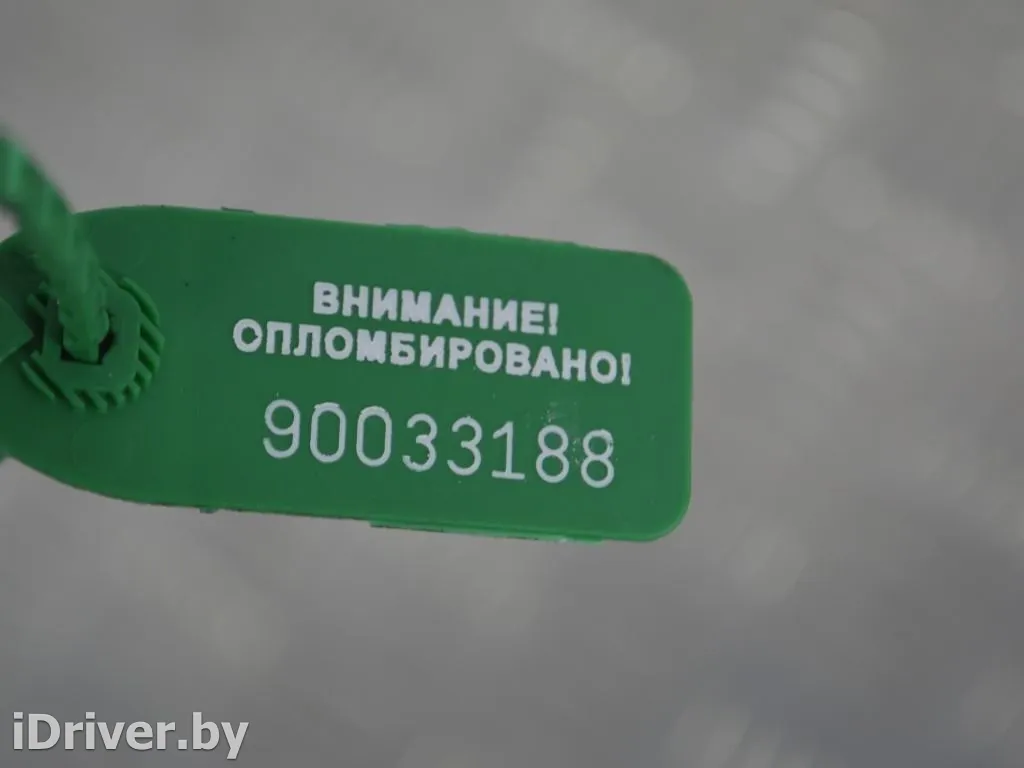 ВНИМАНИЕ!
ОПЛОМБИРОВАНО!
90033188
iDriver.by